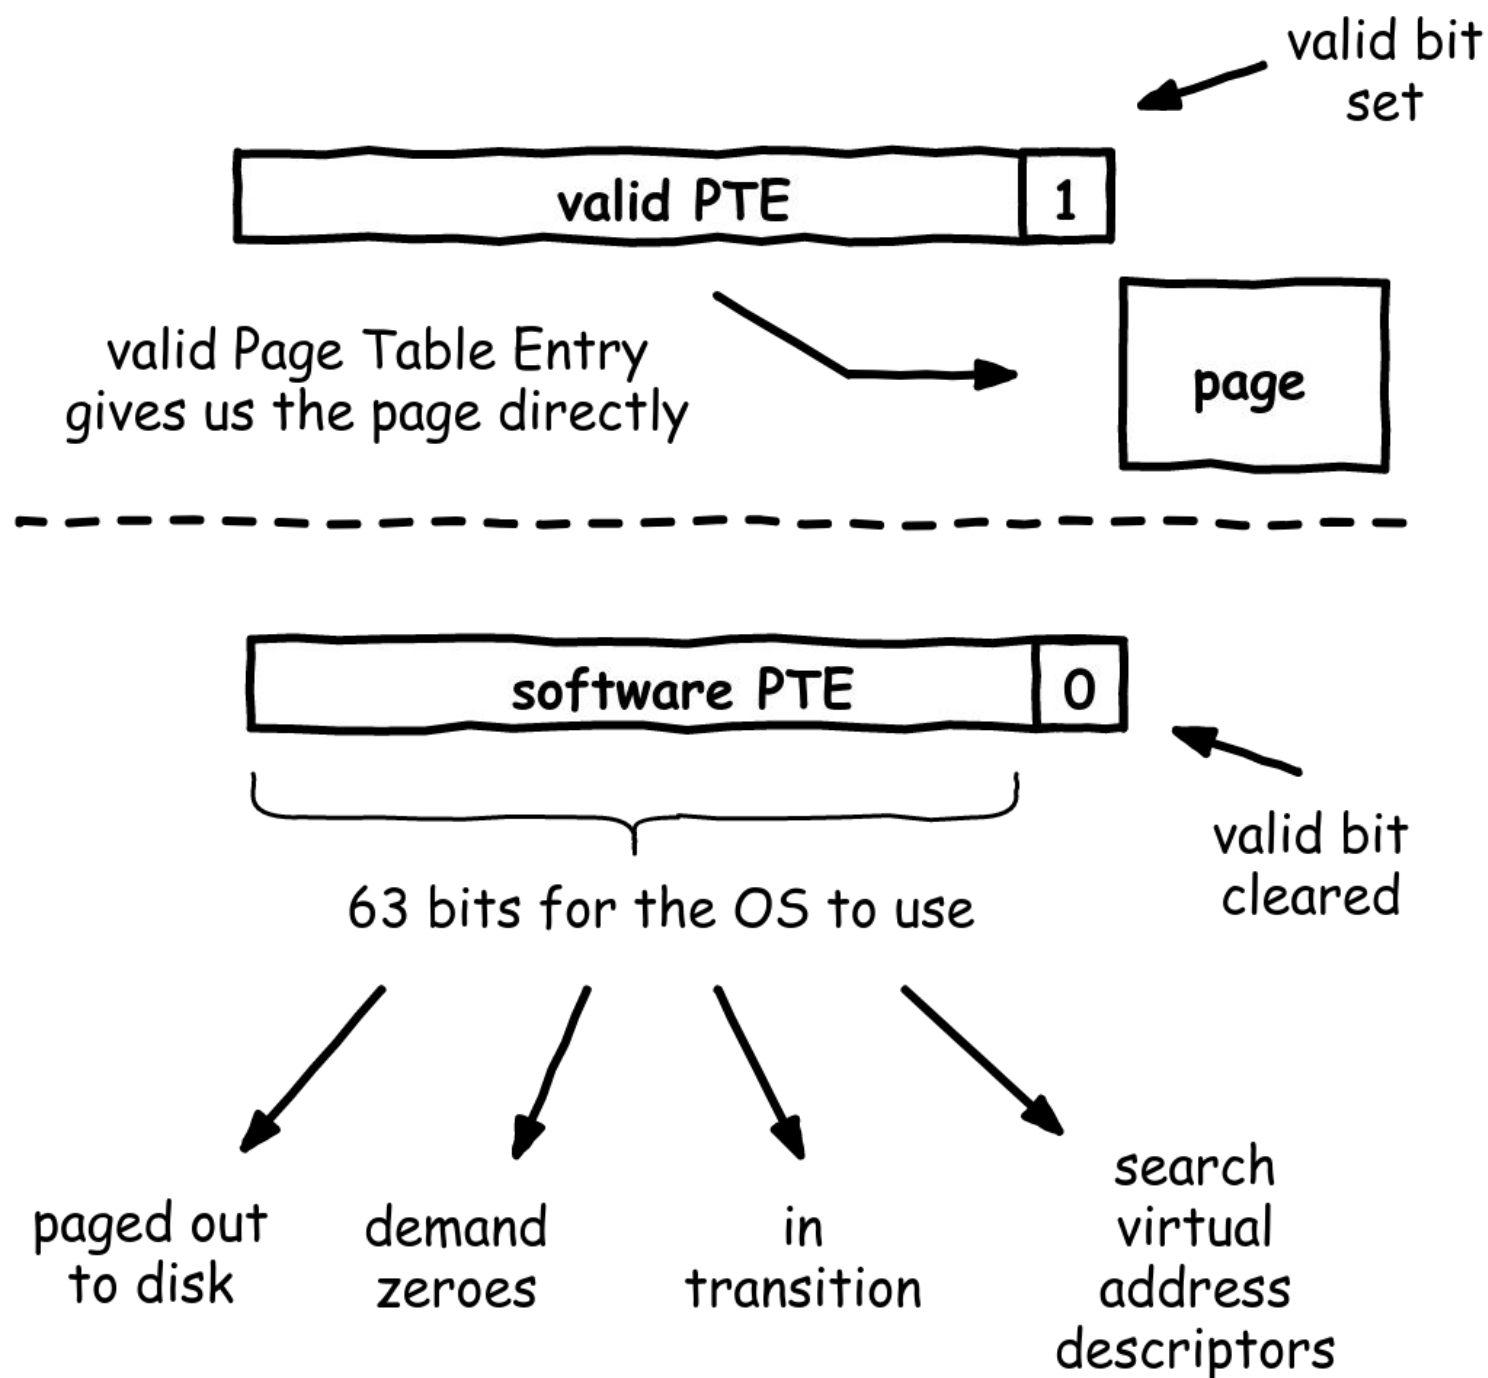 valid bit
set
valid PTE
1
valid Page Table Entry
gives us the page directly
page
software PTE
0
valid bit
cleared
63 bits for the OS to use
paged out
to disk
demand
zeroes
in
transition
search
virtual
address
descriptors